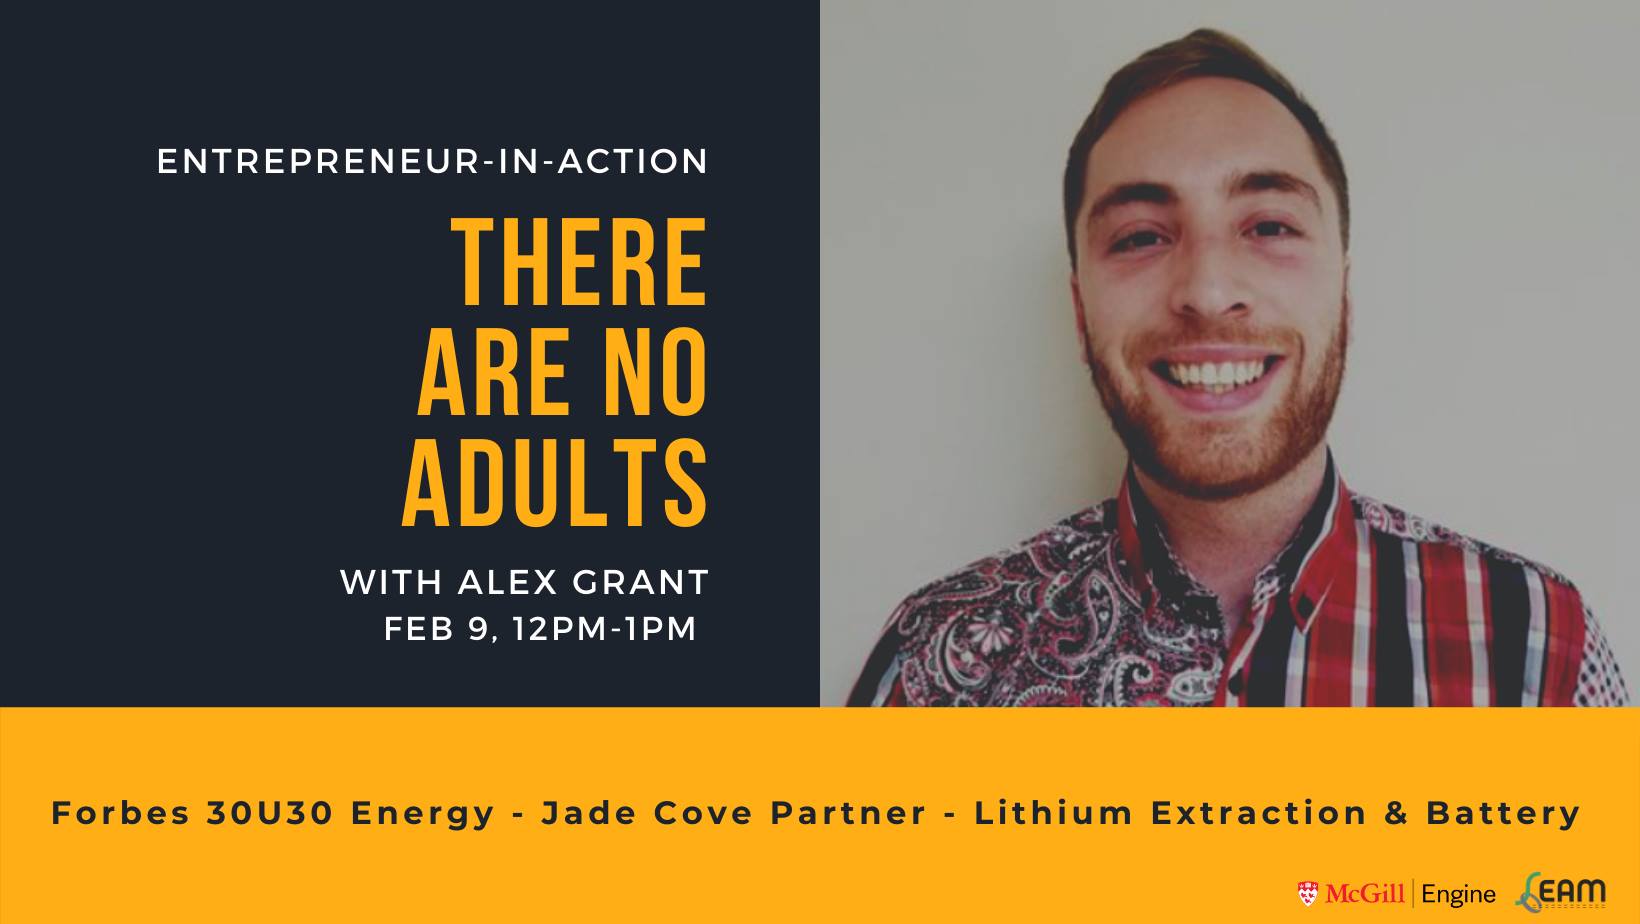 ENTREPRENEUR-IN-ACTION
THERE
ARE NO
ADULTS
WITH ALEX GRANT
FEB 9, 12PM-1PM
Forbes 30U30 Energy - Jade Cove Partner - Lithium Extraction & Battery
McGill | Engine
EAM